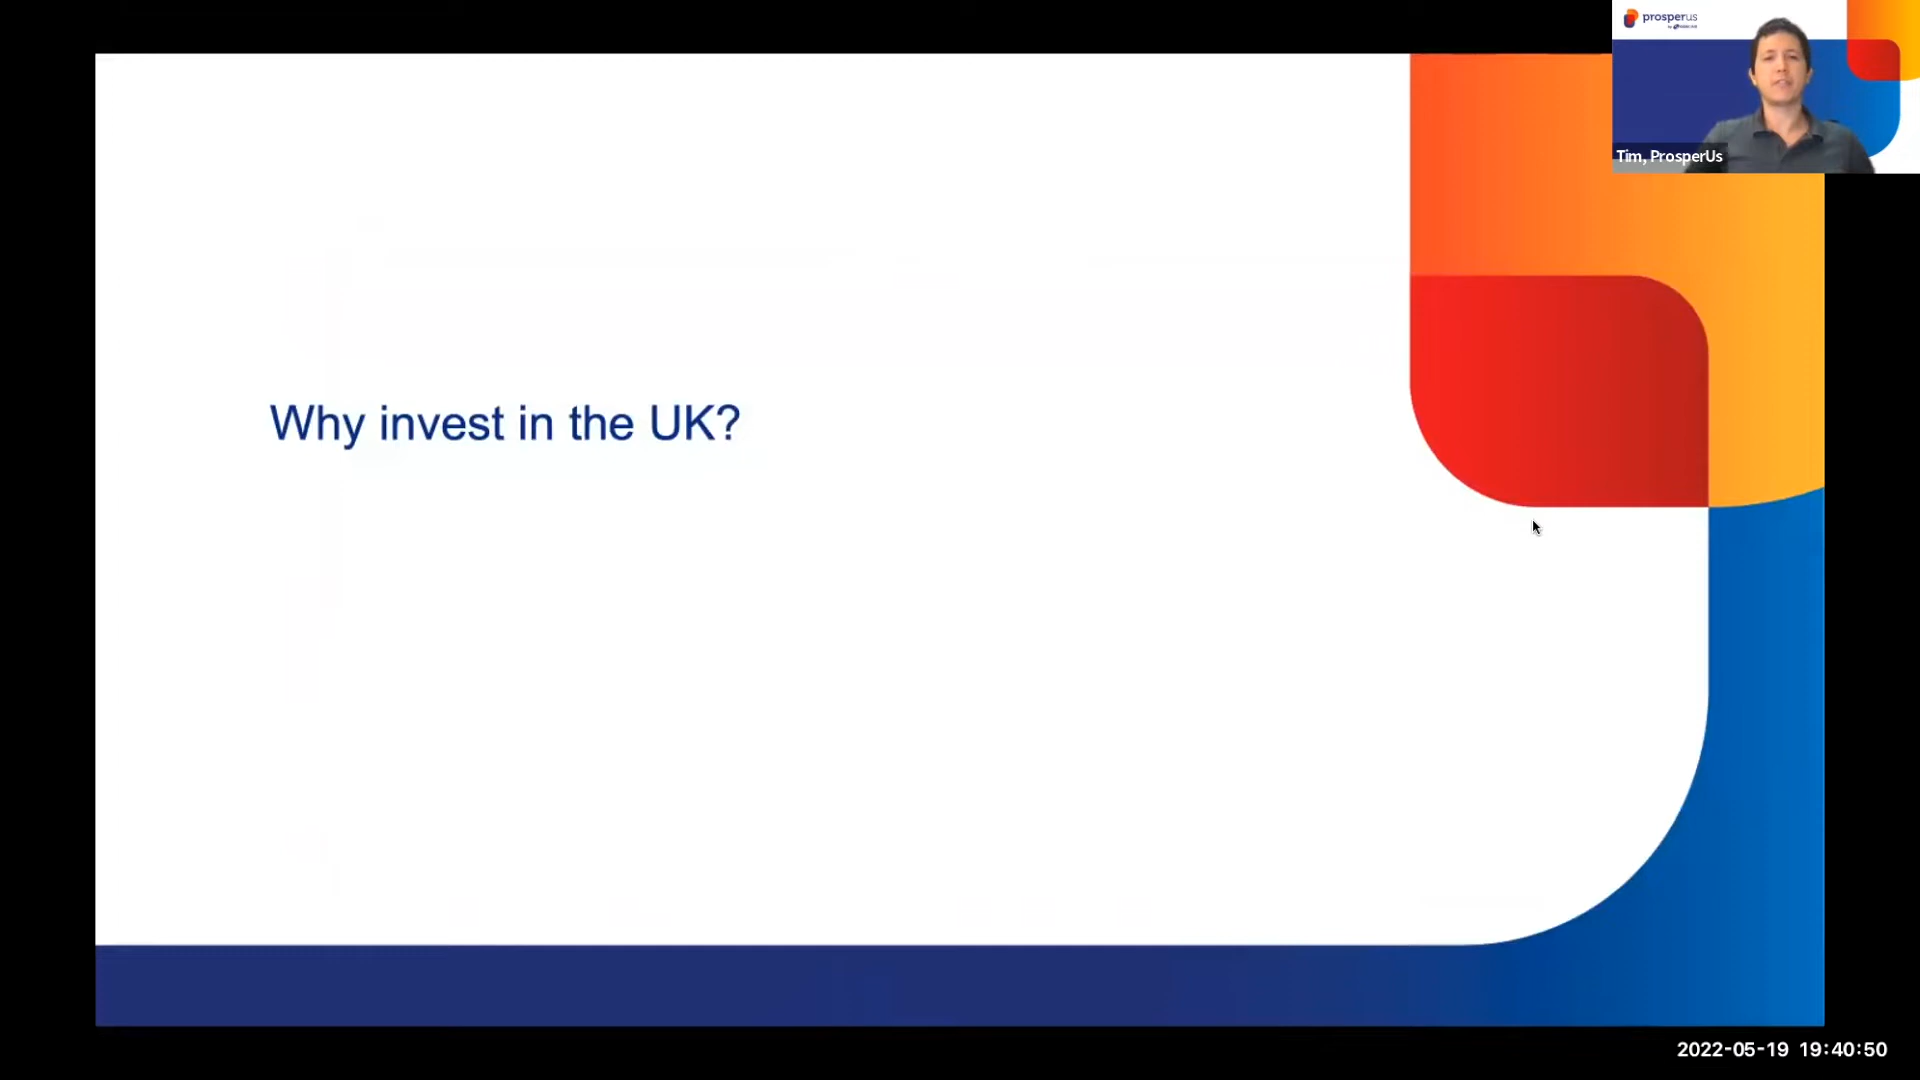 prosperus
Tim, ProsperUs
Why invest in the UK?
2022-05-19 19:40:50